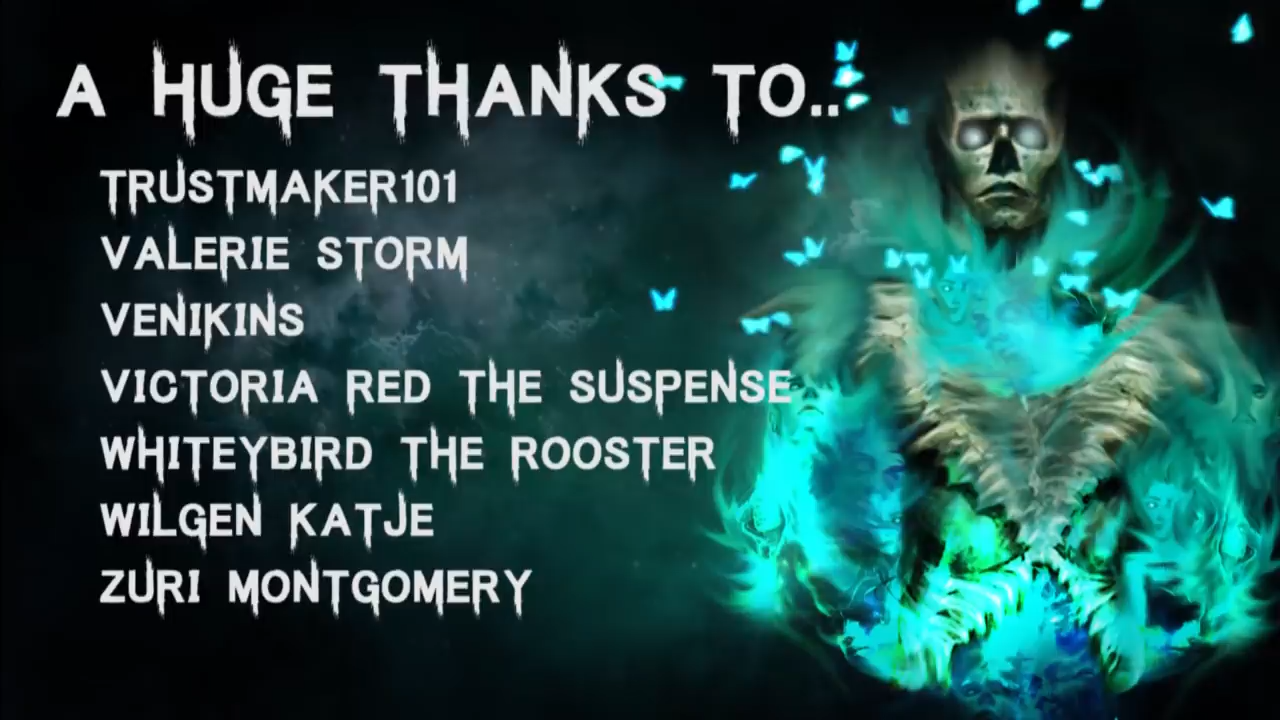 A HUGE THANKS TO..
TRUSTMAKER101
VALERIE STORM
VENIKINS
VICTORIA RED THE SUSPENSE
WHITEYBIRD THE ROOSTER
WILGEN KATJE
ZURI MONTGOMERY